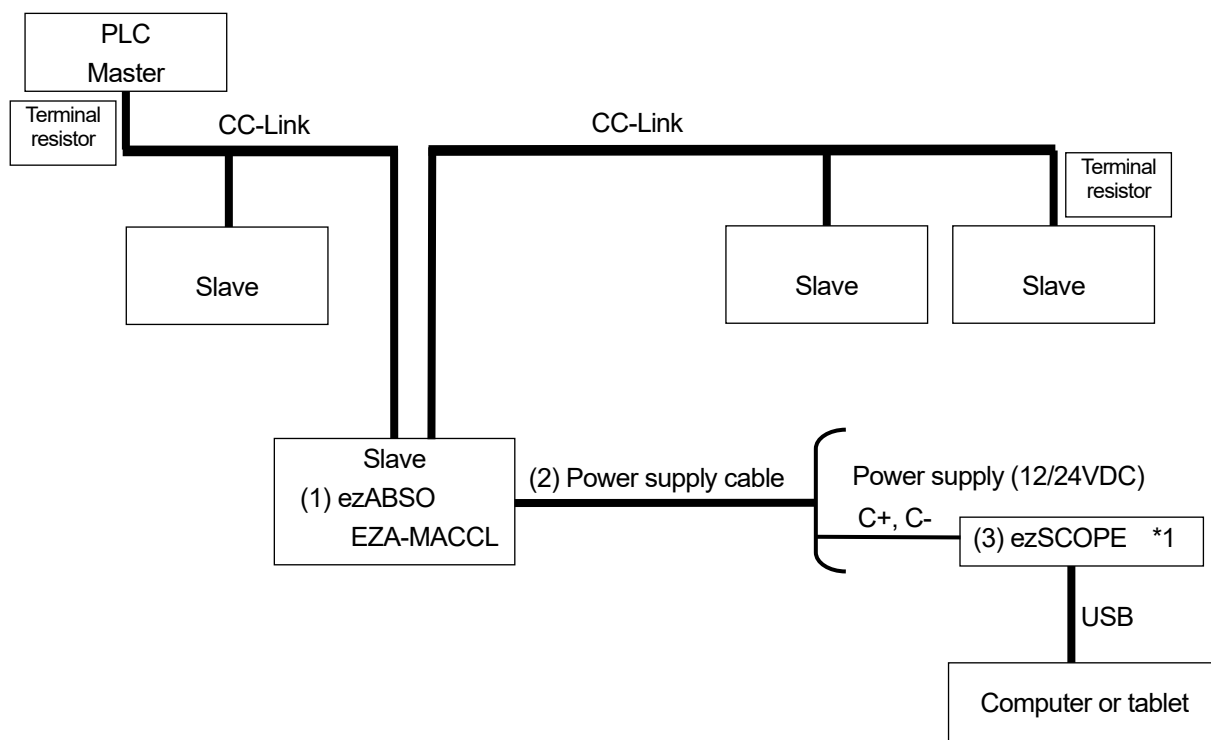 PLC
Master
Terminal
resistor
CC-Link
CC-Link
Terminal
resistor
Slave
Slave
Slave
Slave
(1) ezABSO
EZA-MACCL
(2) Power supply cable
Power supply (12/24VDC)
C+, C-
(3) ezSCOPE *1
USB
Computer or tablet